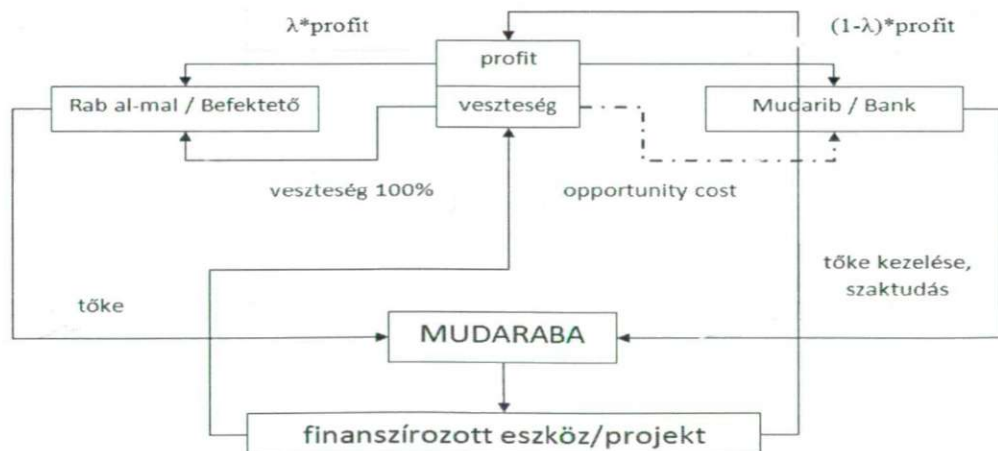 λ*profit
(1-λ)*profit
profit
Rab al-mal / Befektető
veszteség
Mudarib / Bank
veszteség 100%
opportunity cost
tőke kezelése,
szaktudás
tőke
MUDARABA
finanszírozott eszköz/projekt